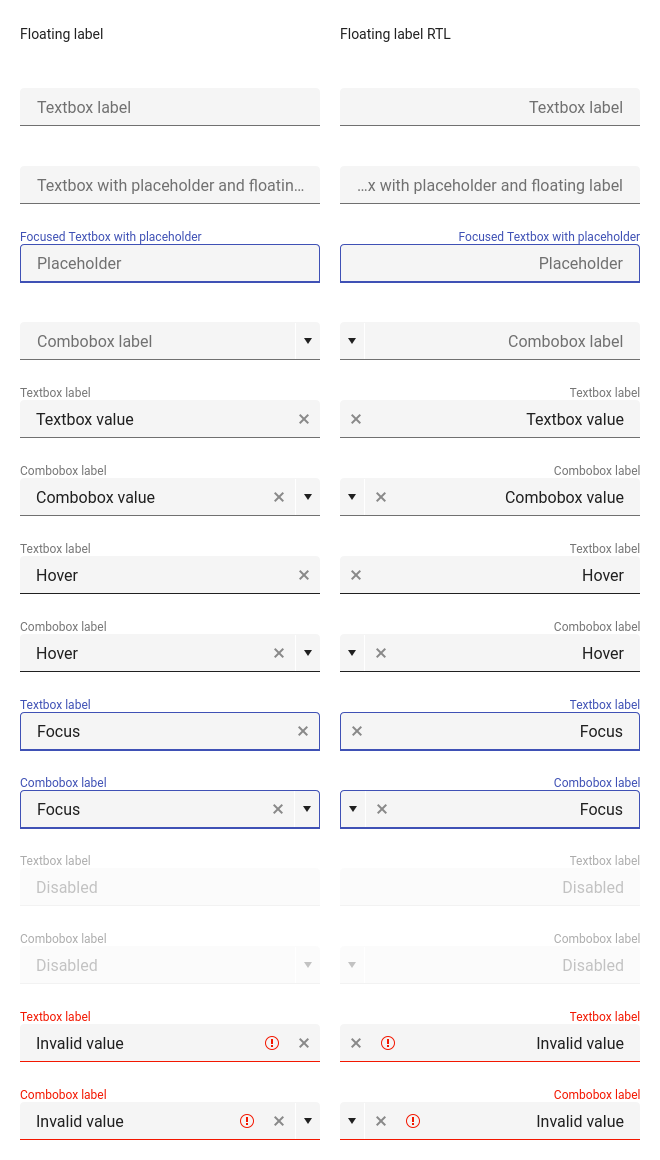 Floating label
Floating label RTL
Textbox label
Textbox label
Textbox with placeholder and floatin...
...x with placeholder and floating label
Focused Textbox with placeholder
Focused Textbox with placeholder
Placeholder
Placeholder
Combobox label
Combobox label
Textbox label
Textbox label
Textbox value
Textbox value
Combobox label
Combobox label
Combobox value
Combobox value
Textbox label
Textbox label
Hover
Hover
Combobox label
Combobox label
Hover
Hover
Textbox label
Textbox label
Focus
Focus
Combobox label
Combobox label
Focus
Focus
Textbox label
Textbox label
Disabled
Disabled
Combobox label
Combobox label
Disabled
Disabled
Textbox label
Textbox label
Invalid value
Invalid value
Combobox label
Combobox label
Invalid value
Invalid value